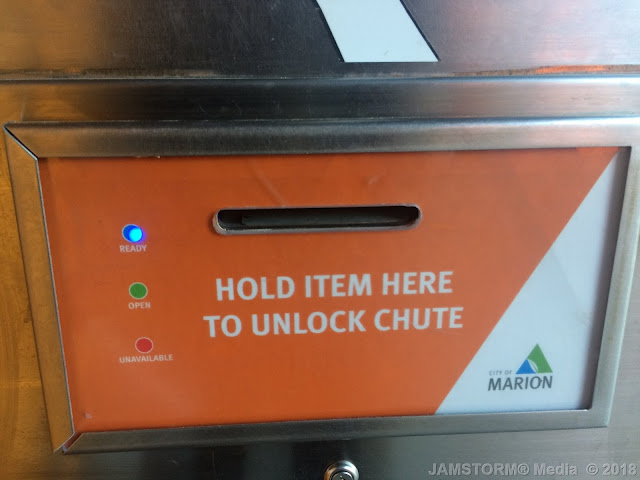 READY
OPEN
UNAVAILABLE
HOLD ITEM HERE
TO UNLOCK CHUTE
CITY OF
MARION
JAMSTORM® Media © 2018